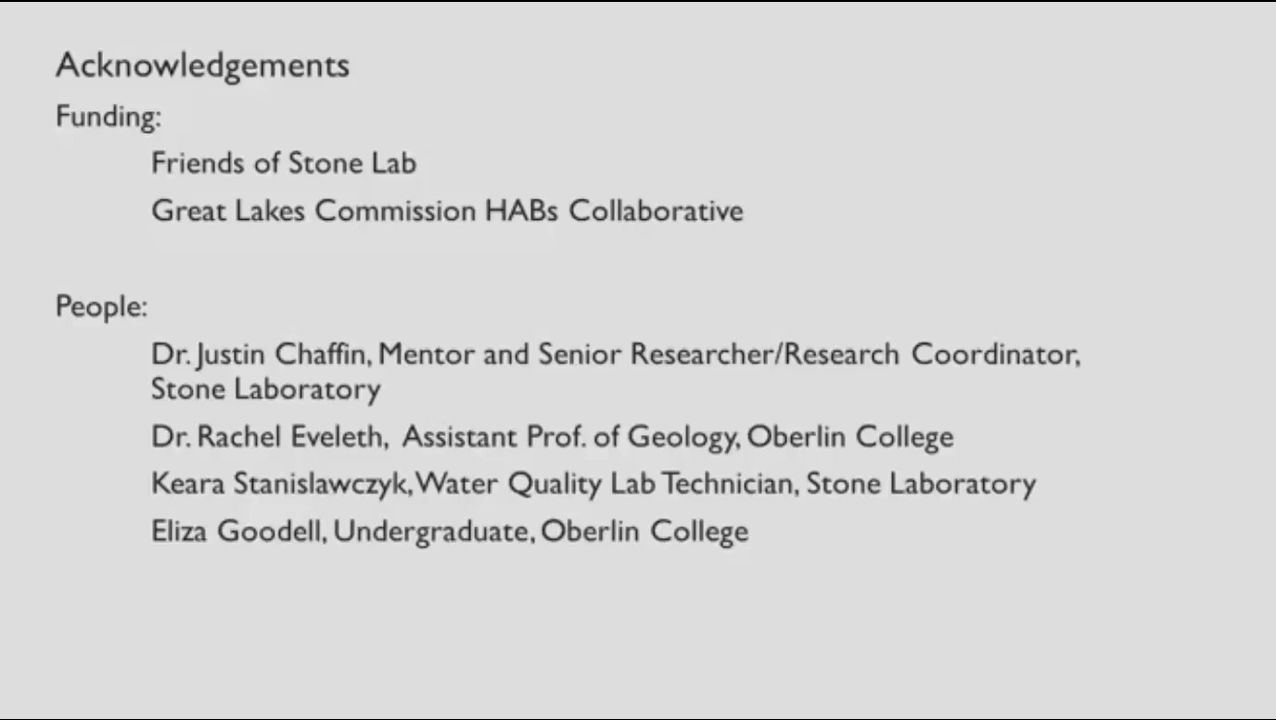 Acknowledgements
Funding:
Friends of Stone Lab
Great Lakes Commission HABs Collaborative
People:
Dr. Justin Chaffin, Mentor and Senior Researcher/Research Coordinator,
Stone Laboratory
Dr. Rachel Eveleth, Assistant Prof. of Geology, Oberlin College
Keara Stanislawczyk, Water Quality Lab Technician, Stone Laboratory
Eliza Goodell, Undergraduate, Oberlin College